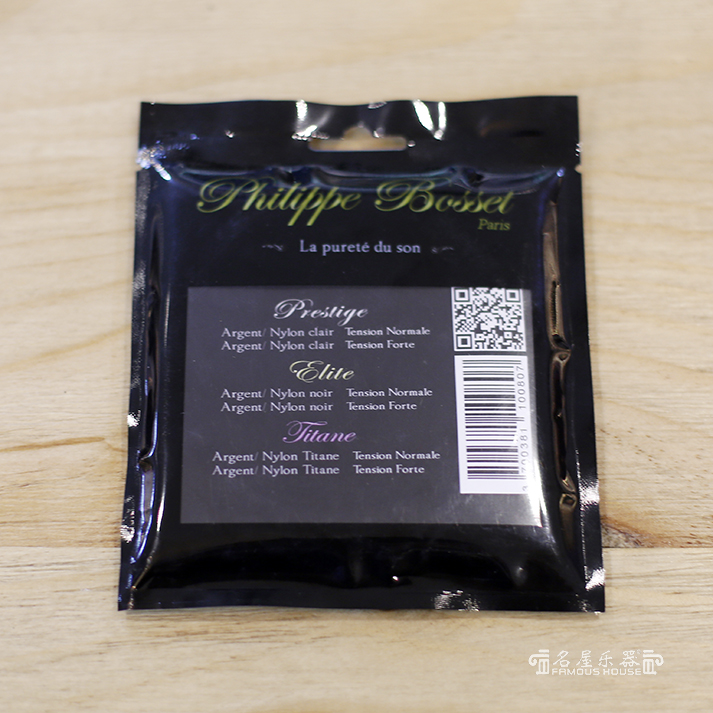 Philippe Bosset
Paris
La pureté du son
Prestige
Argent/ Nylon clair Tension Normale
Argent/ Nylon clair Tension Forte
Elite
Argent/ Nylon noir Tension Normale
Argent/ Nylon noir Tension Forte
Titane
Argent/ Nylon Titane Tension Normale
Argent/ Nylon Titane Tension Forte
100807
名屋乐器
FAMOUS HOUSE